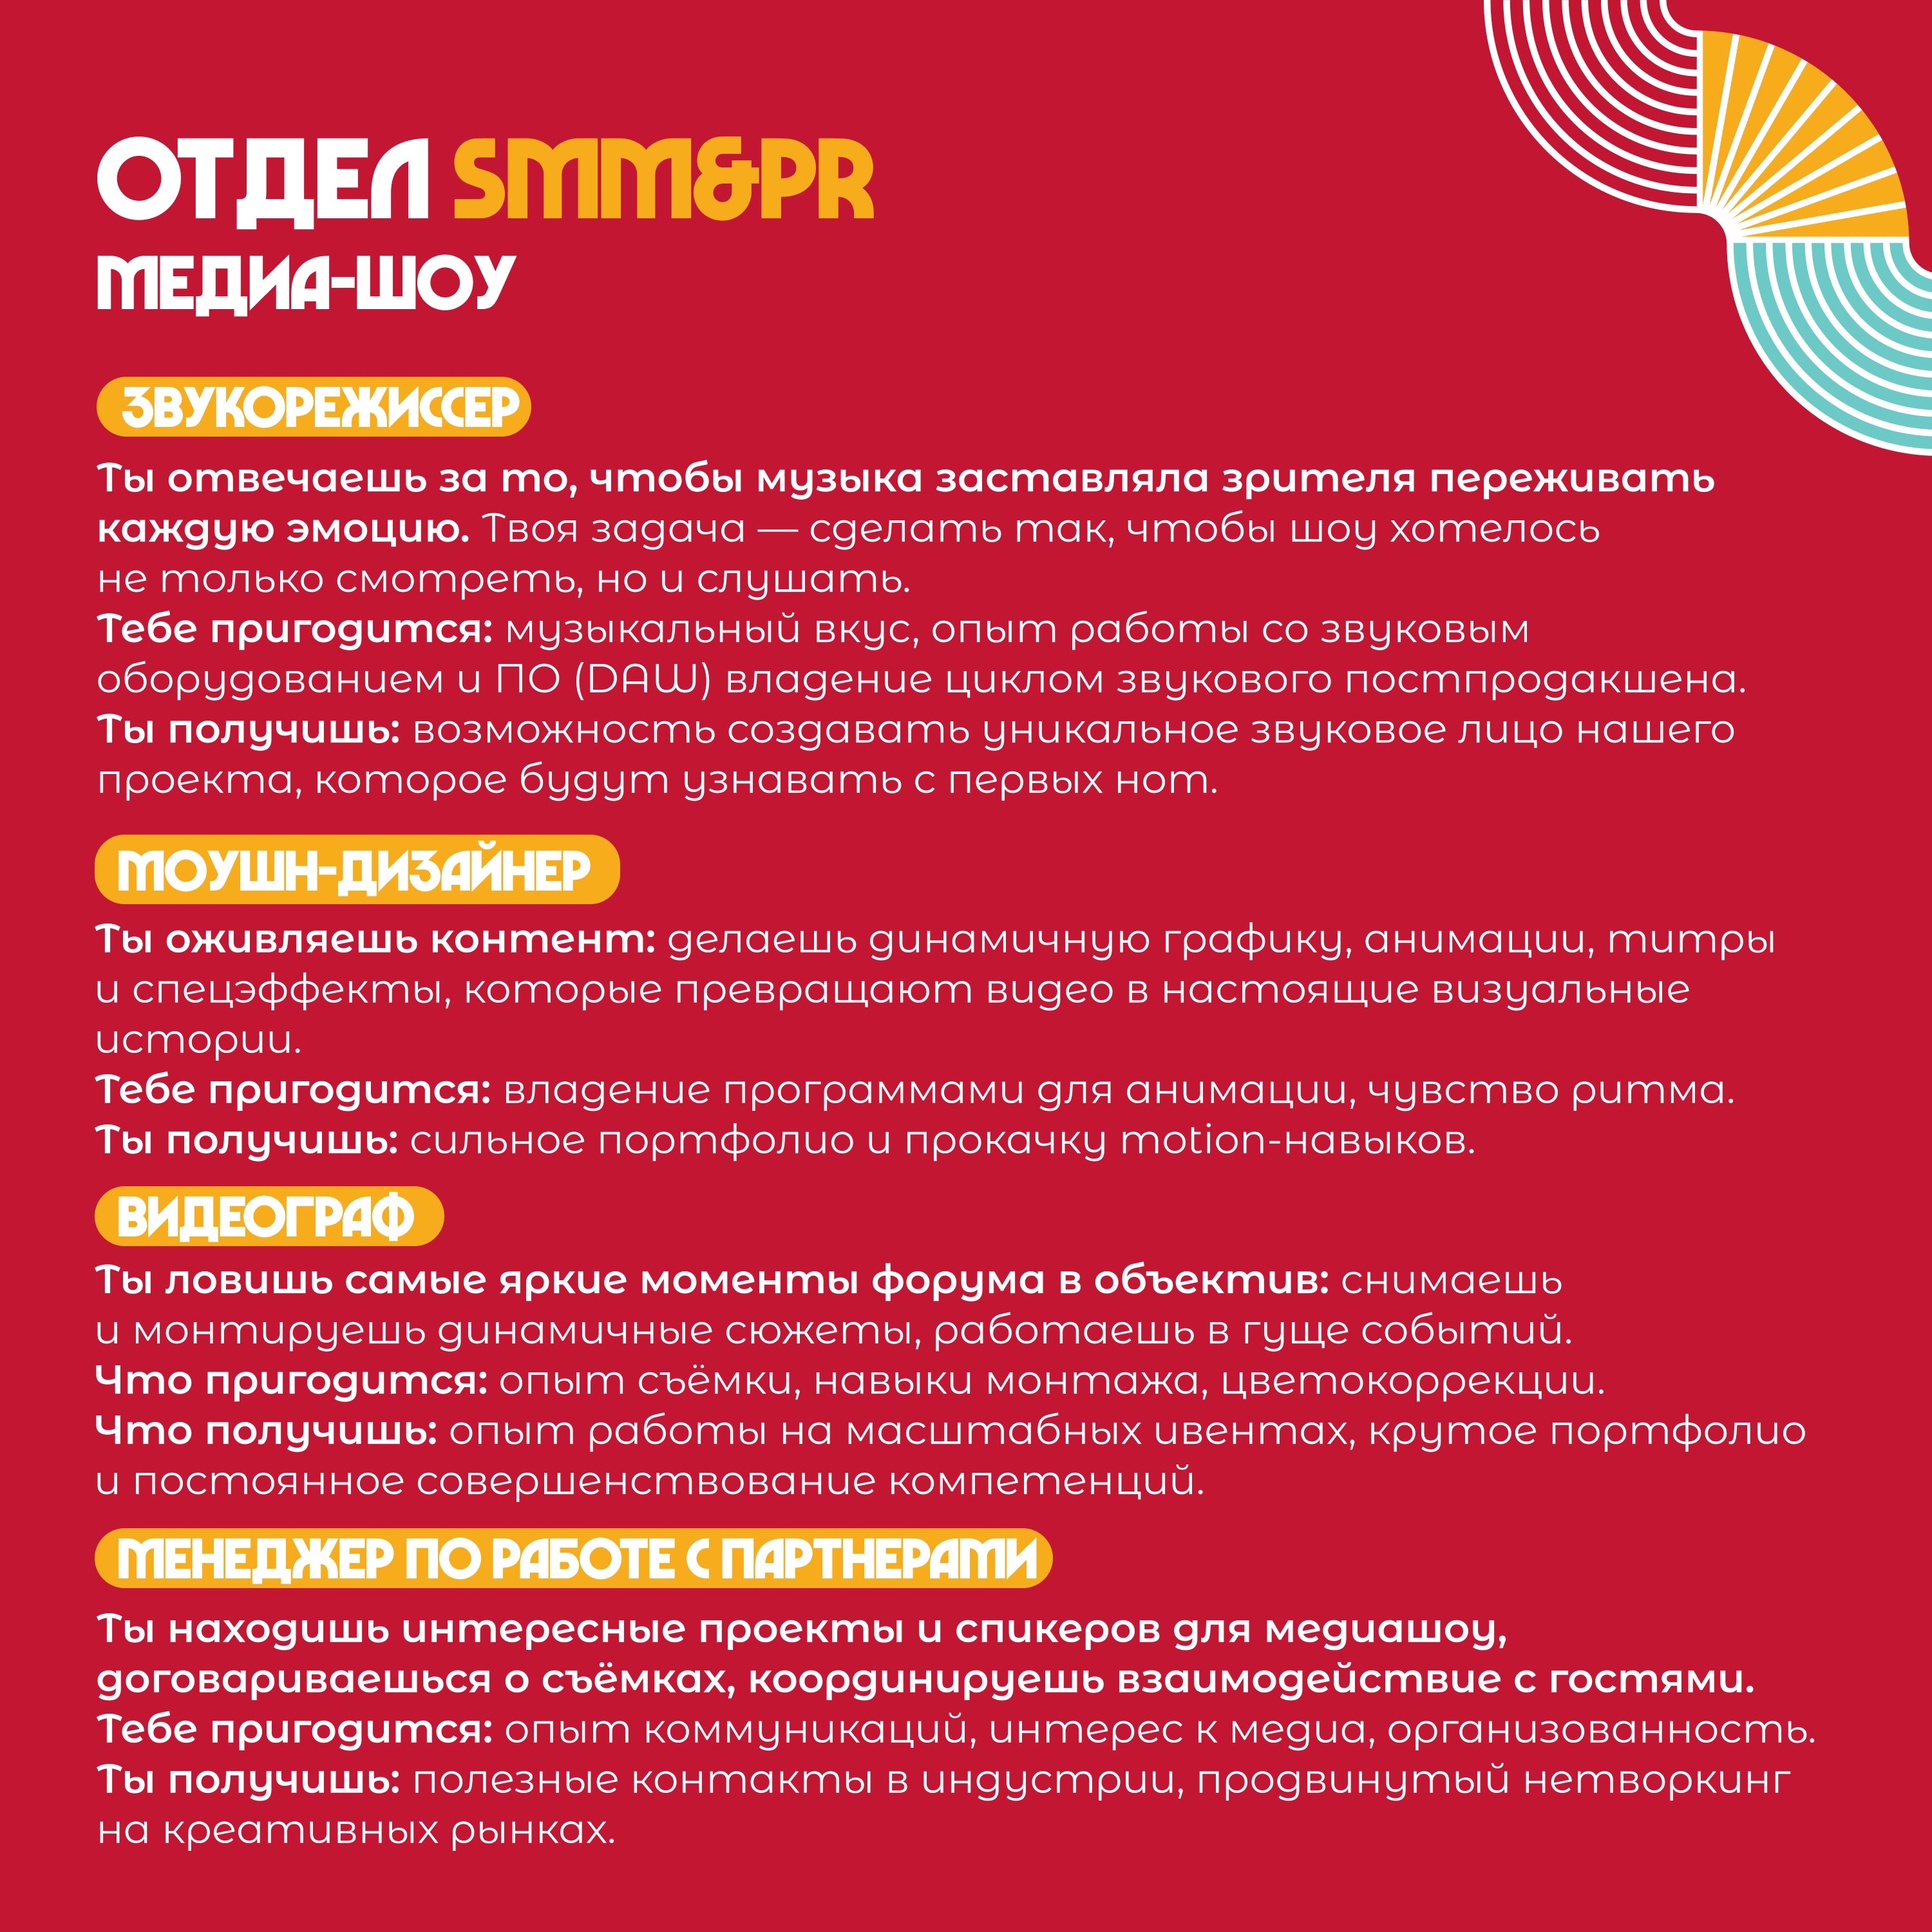 ОТДЕЛ SMM&PR
МЕДИА-ШОУ
ЗВУКОРЕЖИССЕР
Ты отвечаешь за то, чтобы музыка заставляла зрителя переживать
каждую эмоцию. Твоя задача — сделать так, чтобы шоу хотелось
не только смотреть, но и слушать.
Тебе пригодится: музыкальный вкус, опыт работы со звуковым
оборудованием и ПО (DAW) владение циклом звукового постпродакшена.
Ты получишь: возможность создавать уникальное звуковое лицо нашего
проекта, которое будут узнавать с первых нот.
МОУШН-ДИЗАЙНЕР
Ты оживляешь контент: делаешь динамичную графику, анимации, титры
и спецэффекты, которые превращают видео в настоящие визуальные
истории.
Тебе пригодится: владение программами для анимации, чувство ритма.
Ты получишь: сильное портфолио и прокачку motion-навыков.
ВИДЕОГРАФ
Ты ловишь самые яркие моменты форума в объектив: снимаешь
и монтируешь динамичные сюжеты, работаешь в гуще событий.
Что пригодится: опыт съёмки, навыки монтажа, цветокоррекции.
Что получишь: опыт работы на масштабных ивентах, крутое портфолио
и постоянное совершенствование компетенций.
МЕНЕДЖЕР ПО РАБОТЕ С ПАРТНЕРАМИ
Ты находишь интересные проекты и спикеров для медиашоу,
договариваешься о съёмках, координируешь взаимодействие с гостями.
Тебе пригодится: опыт коммуникаций, интерес к медиа, организованность.
Ты получишь: полезные контакты в индустрии, продвинутый нетворкинг
на креативных рынках.